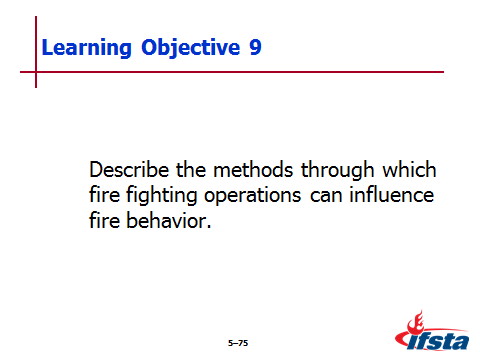 Learning Objective 9
Describe the methods through which
fire fighting operations can influence
fire behavior.
5–75
ifsta